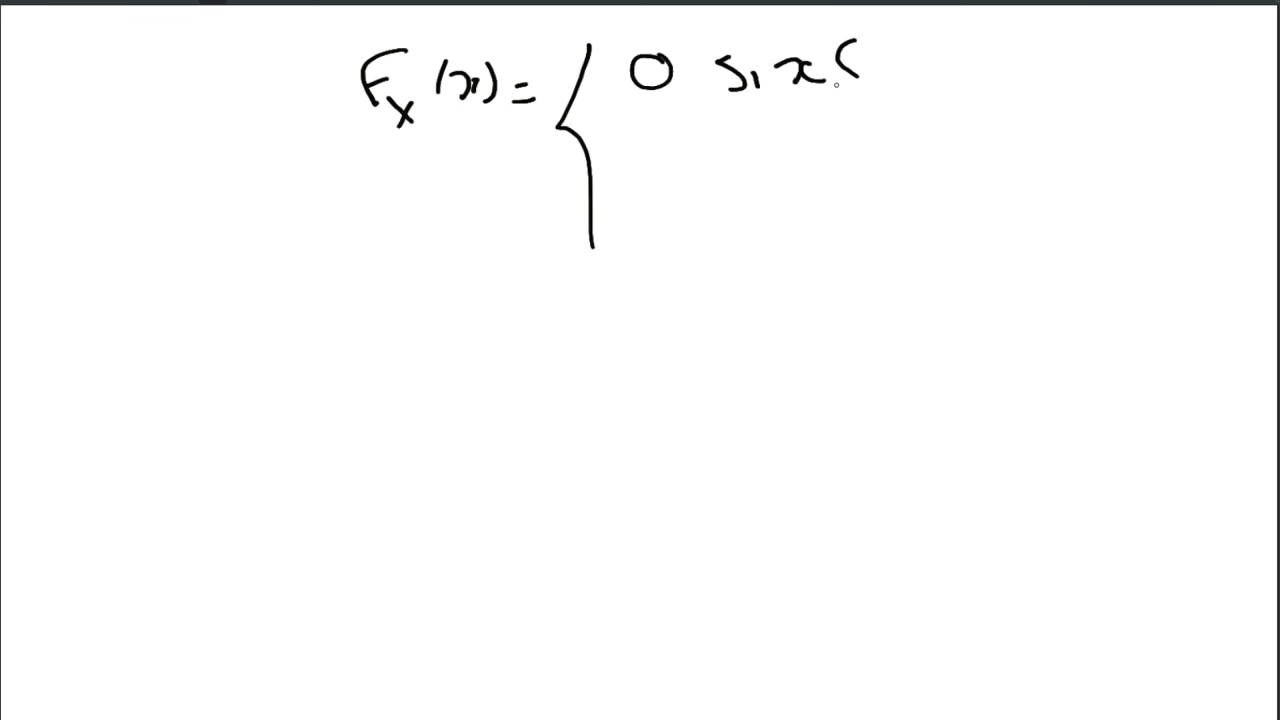 F_X (x) = { 0 si x <